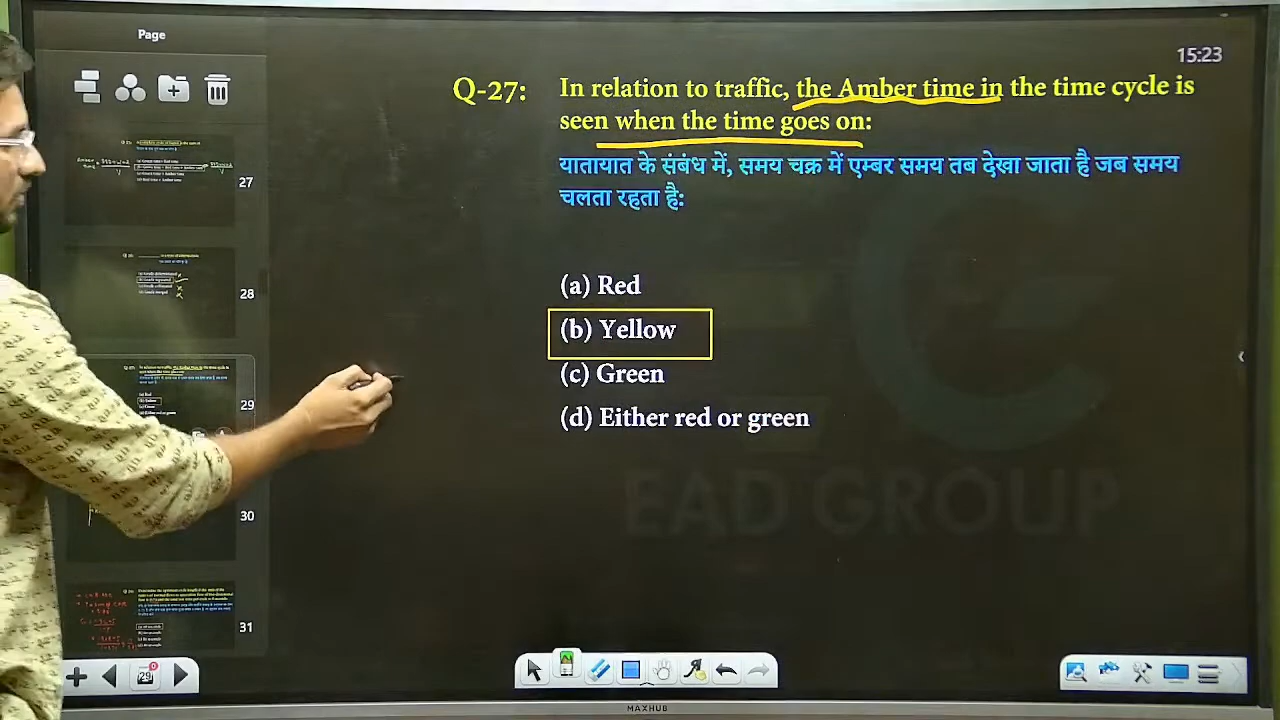 Page
15:23
Q-27: In relation to traffic, the Amber time in the time cycle is
seen when the time goes on:
यातायात के संबंध में, समय चक्र में एम्बर समय तब देखा जाता है जब समय
चलता रहता है:
(a) Red
(b) Yellow
(c) Green
(d) Either red or green
EAD GROUP
27
28
29
30
31
29
MAXHUB